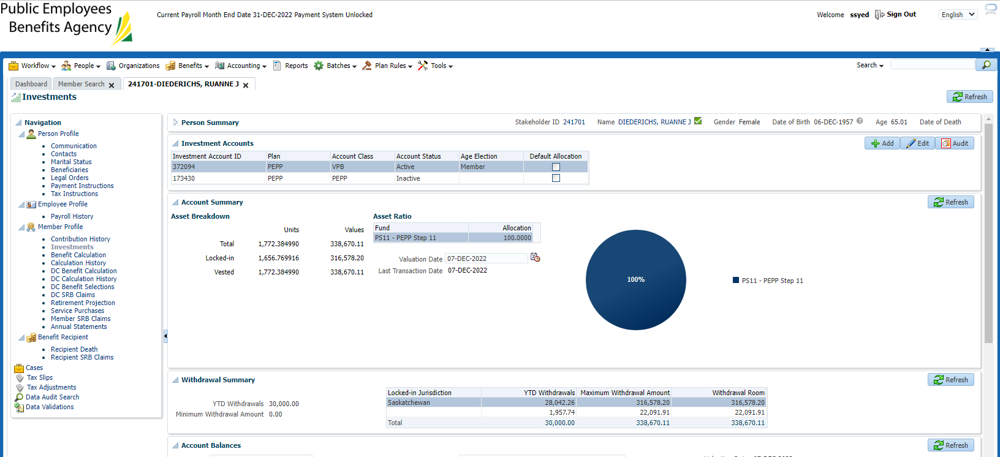 Public Employees
Benefits Agency
Current Payroll Month End Date 31-DEC-2022 Payment System Unlocked
Welcome ssyed Sign Out English
Workflow People Organizations Benefits Accounting Reports Batches Plan Rules Tools Search
Dashboard Member Search 241701-DIEDERICHS, RUANNE J
Investments Refresh
Navigation
Person Profile
Communication
Contacts
Marital Status
Beneficiaries
Legal Orders
Payment Instructions
Tax Instructions
Employee Profile
Payroll History
Member Profile
Contribution History
Investments
Benefit Calculation
Calculation History
DC Benefit Calculation
DC Calculation History
DC Benefit Selections
DC SRB Claims
Retirement Projection
Service Purchases
Member SRB Claims
Annual Statements
Benefit Recipient
Recipient Death
Recipient SRB Claims
Cases
Tax Slips
Tax Adjustments
Data Audit Search
Data Validations
Person Summary Stakeholder ID 241701 Name DIEDERICHS, RUANNE J Gender Female Date of Birth 06-DEC-1957 Age 65.01 Date of Death
Investment Accounts Add Edit Audit
Investment Account ID Plan Account Class Account Status Age Election Default Allocation
372094 PEPP VPB Active Member
173430 PEPP PEPP Inactive
Account Summary Refresh
Asset Breakdown
Units Values
Total 1,772.384990 338,670.11
Locked-in 1,656.769916 316,578.20
Vested 1,772.384990 338,670.11
Asset Ratio
Fund Allocation
PS11 - PEPP Step 11 100.0000
Valuation Date 07-DEC-2022
Last Transaction Date 07-DEC-2022
100%
PS11 - PEPP Step 11
Withdrawal Summary Refresh
YTD Withdrawals 30,000.00
Minimum Withdrawal Amount 0.00
Locked-in Jurisdiction YTD Withdrawals Maximum Withdrawal Amount Withdrawal Room
Saskatchewan 28,042.26 316,578.20 316,578.20
1,957.74 22,091.91 22,091.91
Total 30,000.00 338,670.11 338,670.11
Account Balances Refresh